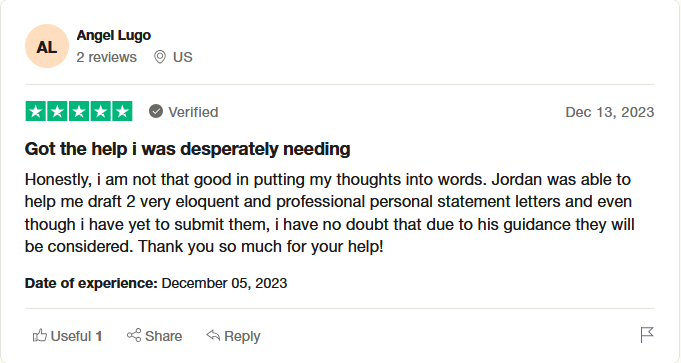 AL
Angel Lugo
2 reviews US
Verified Dec 13, 2023
Got the help i was desperately needing
Honestly, i am not that good in putting my thoughts into words. Jordan was able to
help me draft 2 very eloquent and professional personal statement letters and even
though i have yet to submit them, i have no doubt that due to his guidance they will
be considered. Thank you so much for your help!
Date of experience: December 05, 2023
Useful 1 Share Reply